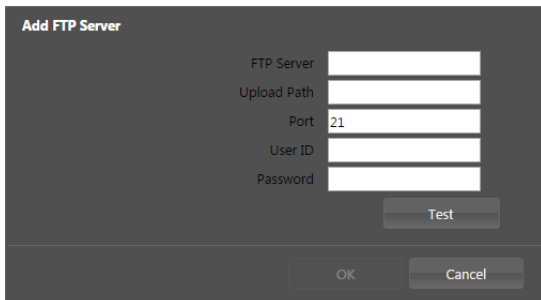 Add FTP Server
FTP Server
Upload Path
Port 21
User ID
Password
Test
OK Cancel